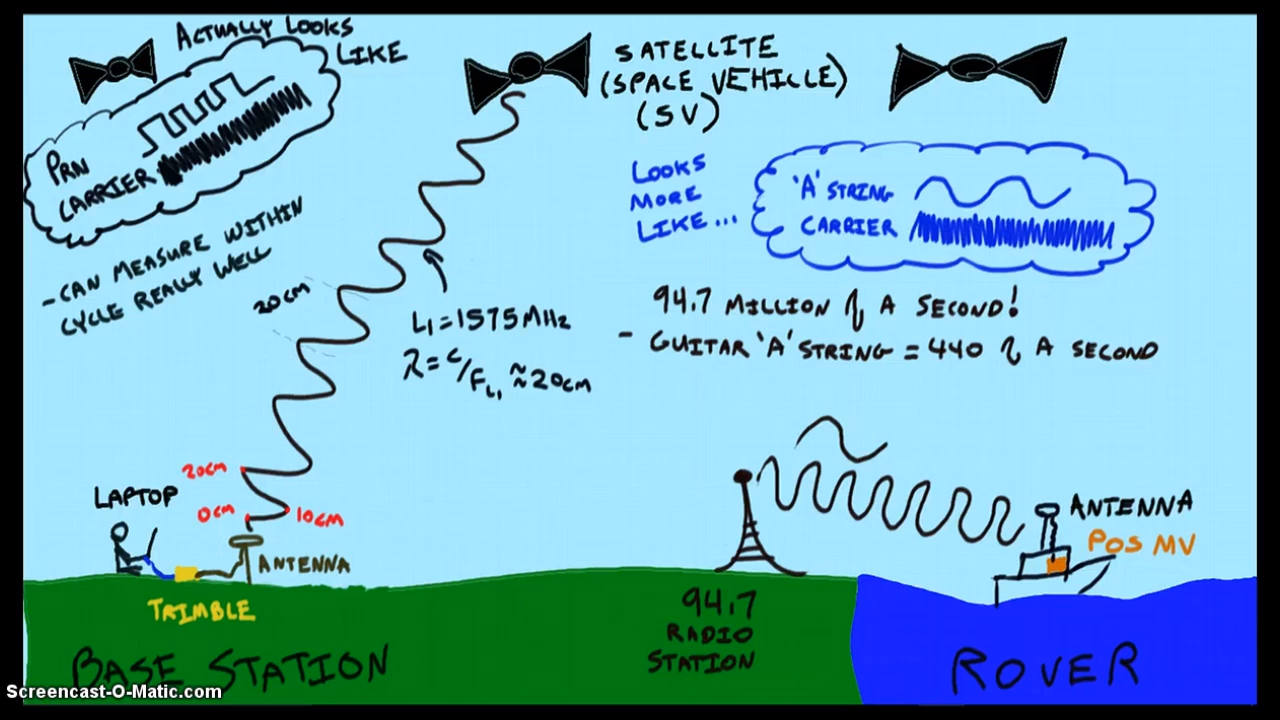 ACTUALLY LOOKS
LIKE
PRN
CARRIER
- CAN MEASURE WITHIN
CYCLE REALLY WELL
SATELLITE
(SPACE VEHICLE)
(SV)
LOOKS
MORE
LIKE...
'A' STRING
CARRIER
94.7 MILLION A SECOND!
- GUITAR 'A' STRING = 440 A SECOND
20cm
L1 = 1575MHz
λ = c/FL1 ≈ 20cm
20cm
0cm
10cm
LAPTOP
ANTENNA
TRIMBLE
BASE STATION
94.7
RADIO
STATION
ANTENNA
POS MV
ROVER
Screencast-O-Matic.com